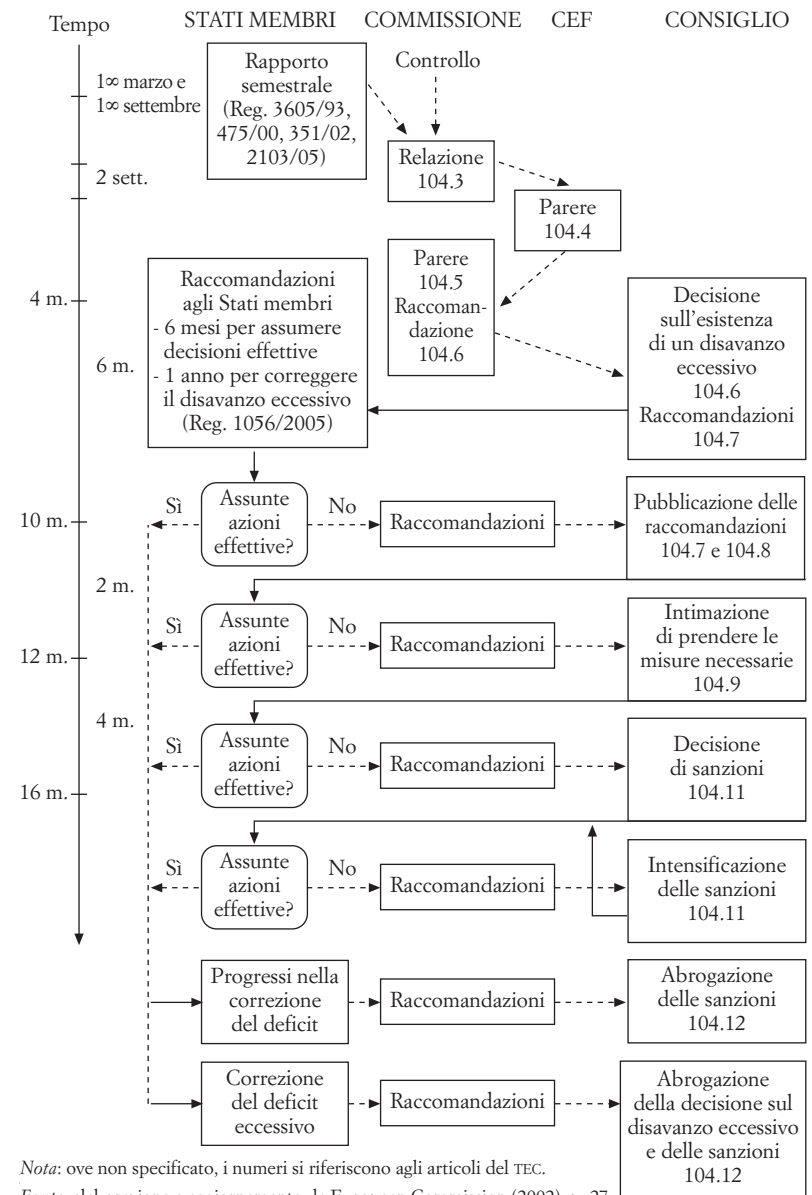 Tempo
STATI MEMBRI
COMMISSIONE
CEF
CONSIGLIO
1∞ marzo e
1∞ settembre
2 sett.
4 m.
6 m.
10 m.
2 m.
12 m.
4 m.
16 m.
Rapporto
semestrale
(Reg. 3605/93,
475/00, 351/02,
2103/05)
Controllo
Relazione
104.3
Parere
104.4
Parere
104.5
Raccoman-
dazione
104.6
Decisione
sull'esistenza
di un disavanzo
eccessivo
104.6
Raccomandazioni
104.7
Raccomandazioni
agli Stati membri
- 6 mesi per assumere
decisioni effettive
- 1 anno per correggere
il disavanzo eccessivo
(Reg. 1056/2005)
Sì
Assunte
azioni
effettive?
No
Raccomandazioni
Pubblicazione delle
raccomandazioni
104.7 e 104.8
Sì
Assunte
azioni
effettive?
No
Raccomandazioni
Intimazione
di prendere le
misure necessarie
104.9
Sì
Assunte
azioni
effettive?
No
Raccomandazioni
Decisione
di sanzioni
104.11
Sì
Assunte
azioni
effettive?
No
Raccomandazioni
Intensificazione
delle sanzioni
104.11
Progressi nella
correzione
del deficit
Raccomandazioni
Abrogazione
delle sanzioni
104.12
Correzione
del deficit
eccessivo
Raccomandazioni
Abrogazione
della decisione sul
disavanzo eccessivo
e delle sanzioni
104.12
Nota: ove non specificato, i numeri si riferiscono agli articoli del TEC.